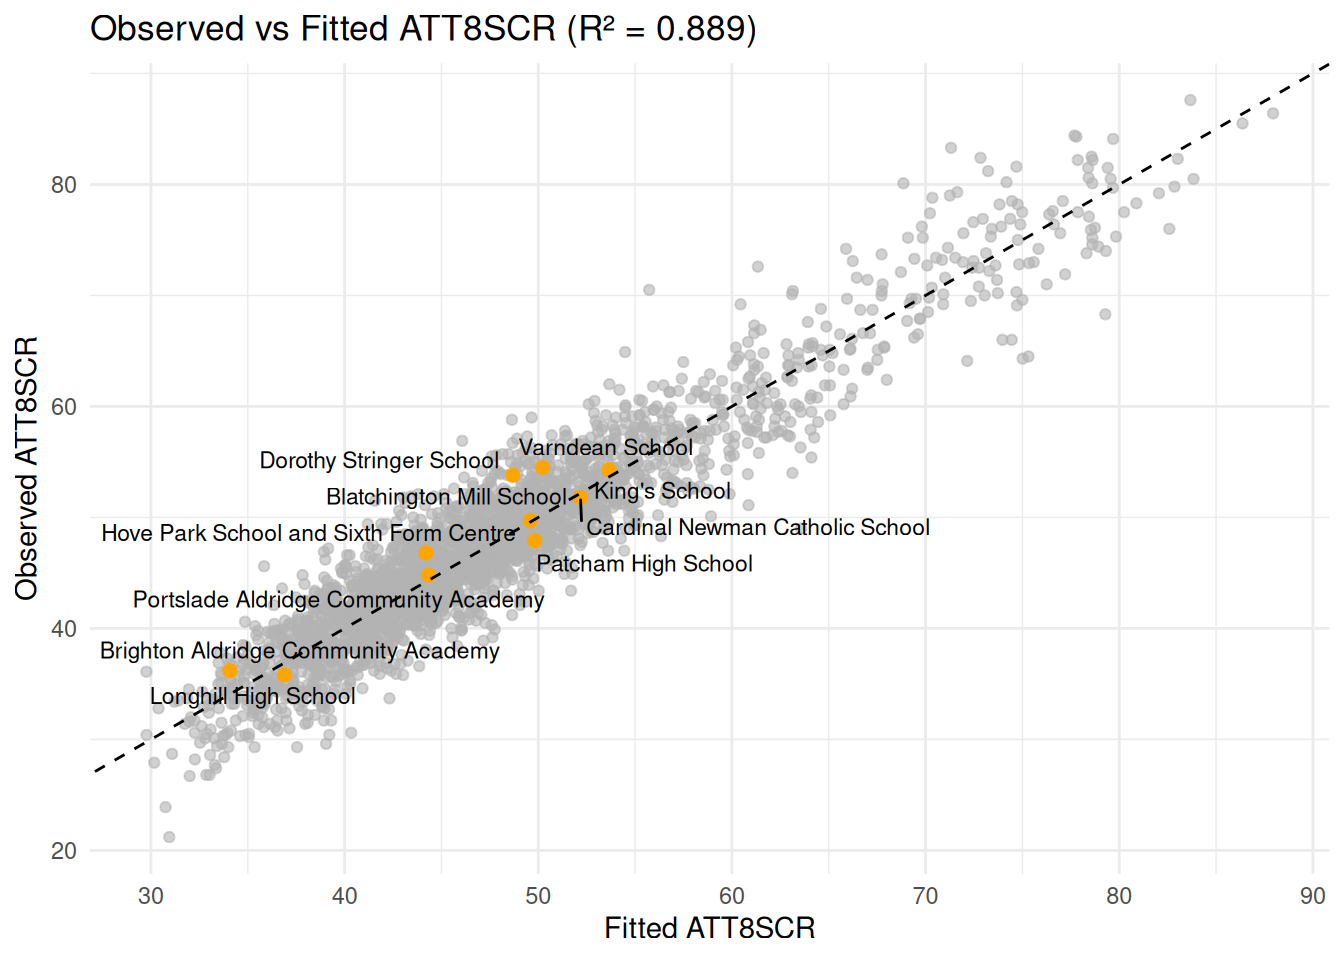 Observed vs Fitted ATT8SCR (R² = 0.889)
Observed ATT8SCR
80
60
40
20
Varndean School
Dorothy Stringer School
King's School
Blatchington Mill School
Cardinal Newman Catholic School
Hove Park School and Sixth Form Centre
Patcham High School
Portslade Aldridge Community Academy
Brighton Aldridge Community Academy
Longhill High School
30 40 50 60 70 80 90
Fitted ATT8SCR